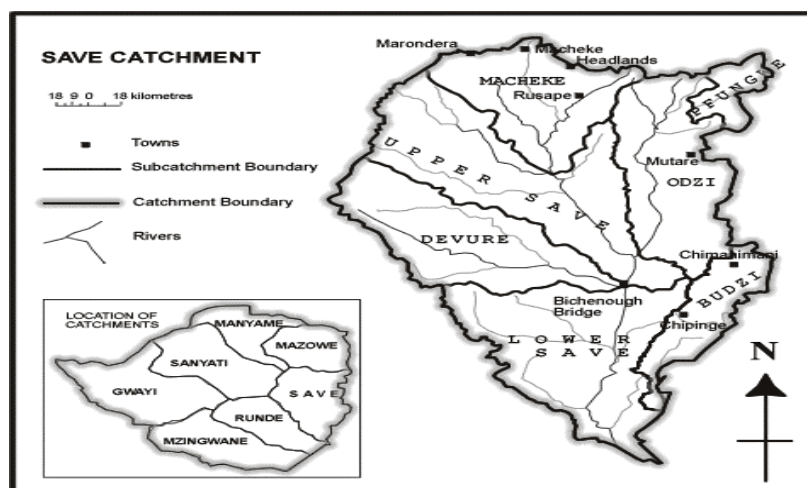 SAVE CATCHMENT
18 9 0 18 kilometres
Towns
Subcatchment Boundary
Catchment Boundary
Rivers
LOCATION OF
CATCHMENTS
MANYAME
MAZOWE
SANYATI
GWAYI
SAVE
RUNDE
MZINGWANE
Marondera
Macheke
Headlands
MACHEKE
Rusape
PFUNGUE
UPPER SAVE
Mutare
ODZI
DEVURE
Chimanimani
BUDZI
Bichenough
Bridge
Chipinge
LOWER
SAVE
N